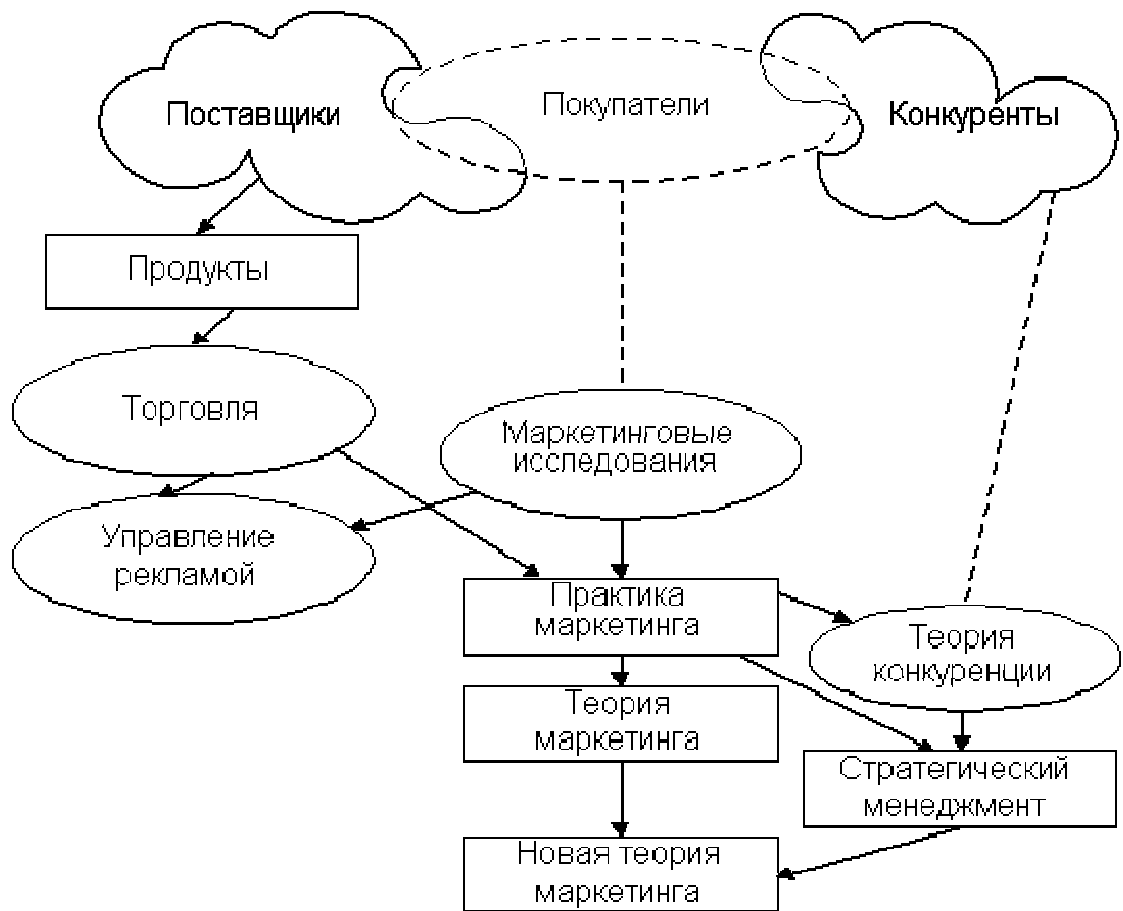 Поставщики
Покупатели
Конкуренты
Продукты
Торговля
Маркетинговые
исследования
Управление
рекламой
Практика
маркетинга
Теория
конкуренции
Теория
маркетинга
Стратегический
менеджмент
Новая теория
маркетинга